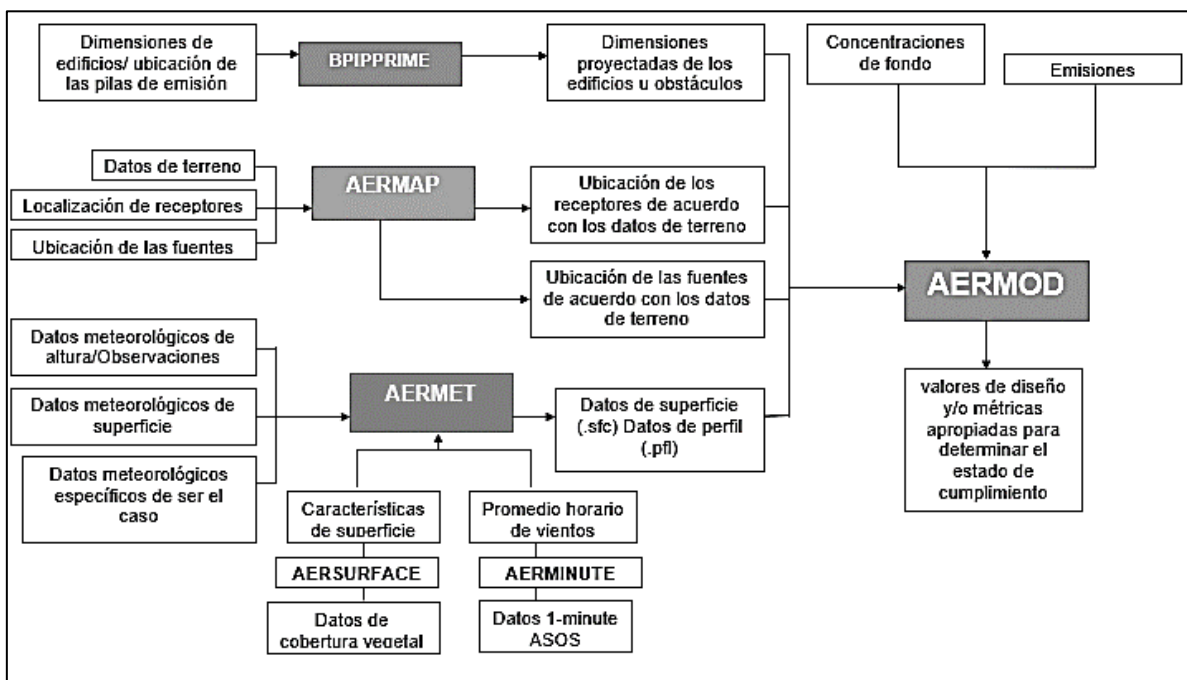 Dimensiones de
edificios/ ubicación de
las pilas de emisión
BPIPPRIME
Dimensiones
proyectadas de los
edificios u obstáculos
Concentraciones
de fondo
Emisiones
Datos de terreno
Localización de receptores
Ubicación de las fuentes
AERMAP
Ubicación de los
receptores de acuerdo
con los datos de terreno
Ubicación de las fuentes
de acuerdo con los datos
de terreno
AERMOD
Datos meteorológicos de
altura/Observaciones
Datos meteorológicos de
superficie
Datos meteorológicos
específicos de ser el
caso
AERMET
Datos de superficie
(.sfc) Datos de perfil
(.pfl)
valores de diseño
y/o métricas
apropiadas para
determinar el
estado de
cumplimiento
Características
de superficie
AERSURFACE
Datos de
cobertura vegetal
Promedio horario
de vientos
AERMINUTE
Datos 1-minute
ASOS